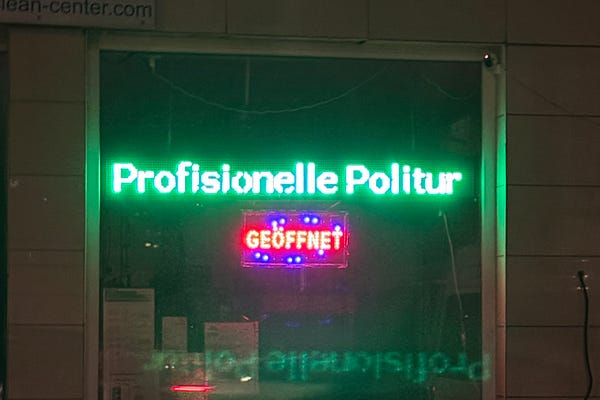 lean-center.com
Profisionelle Politur
GEÖFFNET